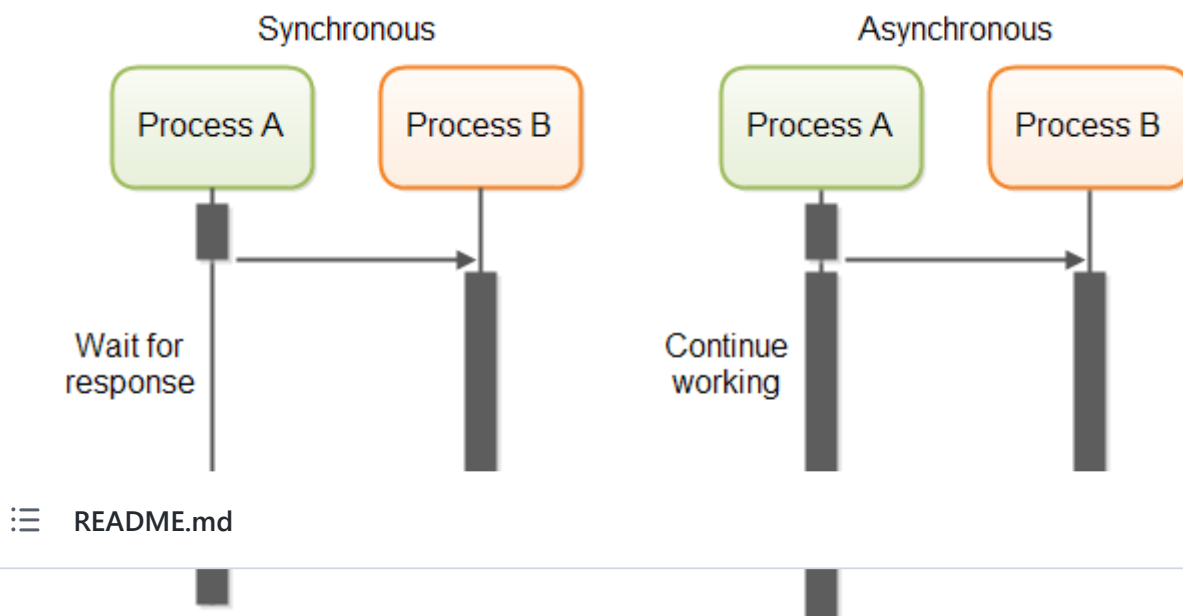 Synchronous
Asynchronous
Process A
Process B
Process A
Process B
Wait for
response
Continue
working
README.md